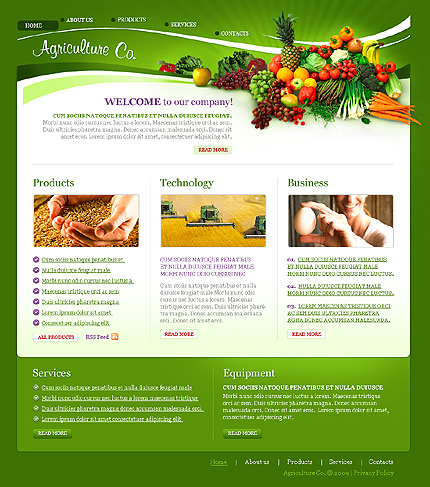 HOME
ABOUT US
PRODUCTS
SERVICES
CONTACTS
Agriculture Co.
WELCOME to our company!
CUM SOCIIS NATOQUE PENATIBUS ET NULLA DUIUSCE FEUGIAT.
Morbi nunc odio cursus nec luctus a lorem. Maecenas tristique orci ac sem.
Duis ultricies pharetra magna. Donec accumsan malesuada orci. Donec sit
amet eros. Lorem ipsum dolor sit amet, consectetuer adipiscing elit.
READ MORE
Products
Cum sociis natoque penatibus et
Nulla duiusce feugiat male
Morbi nunc odio cursus nec luctus a
Maecenas tristique orci ac sem
Duis ultricies pharetra magna
Lorem ipsum dolor sit amet
Consectetuer adipiscing elit
ALL PRODUCTS
RSS Feed
Technology
CUM SOCIIS NATOQUE PENATIBUS
ET NULLA DUIUSCE FEUGIAT MALE
MORBI NUNC ODIO CURSUS NEC
Cum sociis natoque penatibus et nulla
duiusce feugiat male Morbi nunc odio
cursus nec luctus a lorem. Maecenas
tristique orci ac sem. Duis ultricies phare
tra magna. Donec accumsan
READ MORE
Business
01. CUM SOCIIS NATOQUE PENATIBUS
ET NULLA DUIUSCE FEUGIAT MALE
MORBI NUNC ODIO CURSUS NEC LUCTUS.
02. NULLA DUIUSCE FEUGIAT MALE
MORBI NUNC ODIO CURSUS NEC LUCTUS.
03. LOREM MAECENAS TRISTIQUE ORCI
AC SEM DUIS ULTRICIES PHARETRA
MAGNA DONEC ACCUMSAN MALESUADA.
READ MORE
Services
Cum sociis natoque penatibus et nulla duiusce feugiat male
Morbi nunc odio cursus nec luctus a lorem maecenas tristique
Duis ultricies pharetra magna donec accumsan malesuada orci
Lorem ipsum dolor sit amet, consectetuer adipiscing elit
READ MORE
Equipment
CUM SOCIIS NATOQUE PENATIBUS ET NULLA DUIUSCE
Morbi nunc odio cursus nec luctus a lorem. Maecenas tristique
orci ac sem. Duis ultricies pharetra magna. Donec accumsan
malesuada orci. Donec sit amet eros. Lorem ipsum dolor sit amet,
consectetuer adipiscing elit.
READ MORE
Home | About us | Products | Services | Contacts
Agriculture Co. © 2009 | Privacy Policy